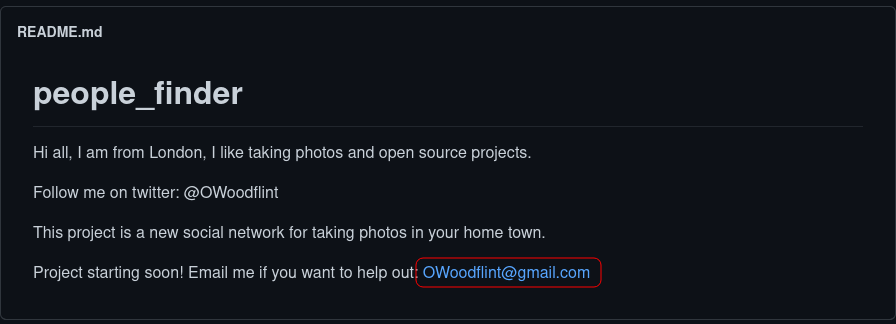 README.md
people_finder
Hi all, I am from London, I like taking photos and open source projects.
Follow me on twitter: @OWoodflint
This project is a new social network for taking photos in your home town.
Project starting soon! Email me if you want to help out: OWoodflint@gmail.com